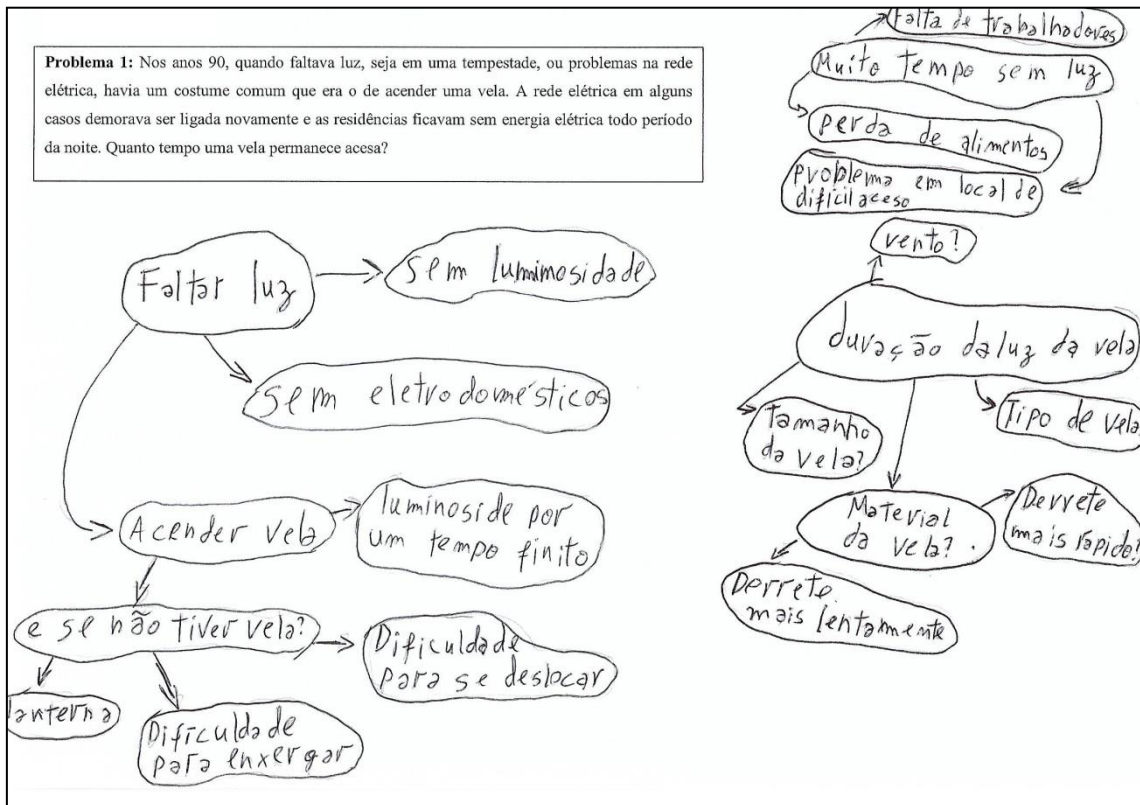 Problema 1: Nos anos 90, quando faltava luz, seja em uma tempestade, ou problemas na rede
elétrica, havia um costume comum que era o de acender uma vela. A rede elétrica em alguns
casos demorava ser ligada novamente e as residências ficavam sem energia elétrica todo período
da noite. Quanto tempo uma vela permanece acesa?
Faltar luz
sem luminosidade
sem eletrodomésticos
Acender vela
luminoside por
um tempo finito
e se não tiver vela?
Dificuldade
para se deslocar
lanterna
Dificuldade
para enxergar
Falta de trabalhadores
Muito tempo sem luz
perda de alimentos
problema em local de
dificil aceso
vento?
duração da luz da vela
Tamanho
da vela?
Tipo de vela
Material
da vela?.
Derrete
mais rapido?
Derrete
mais lentamente